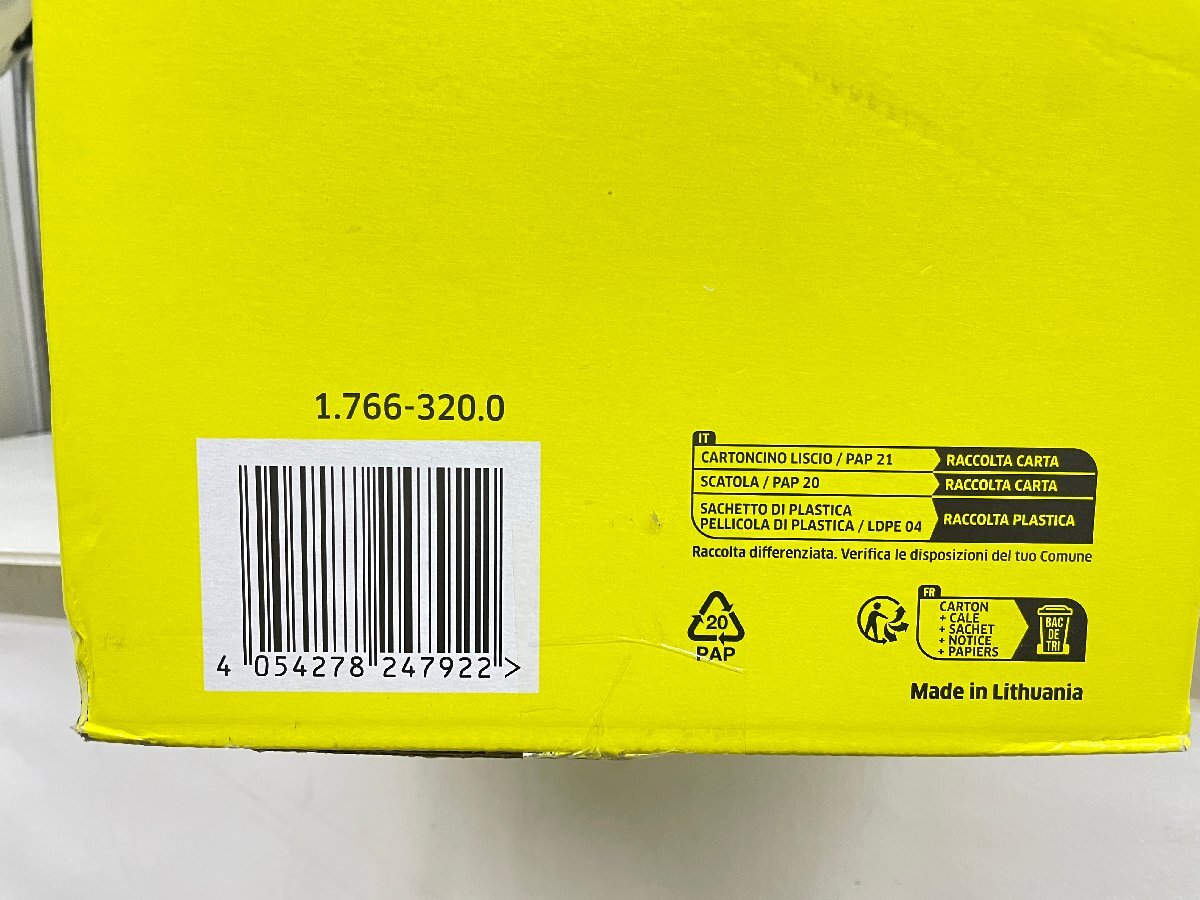 1.766-320.0
4 054278 247922 >
IT
CARTONCINO LISCIO / PAP 21 RACCOLTA CARTA
SCATOLA / PAP 20 RACCOLTA CARTA
SACHETTO DI PLASTICA
PELLICOLA DI PLASTICA / LDPE 04 RACCOLTA PLASTICA
Raccolta differenziata. Verifica le disposizioni del tuo Comune
20
PAP
FR
CARTON
+ CALE
+ SACHET
+ NOTICE
+ PAPIERS
BAC
DE
TRI
Made in Lithuania